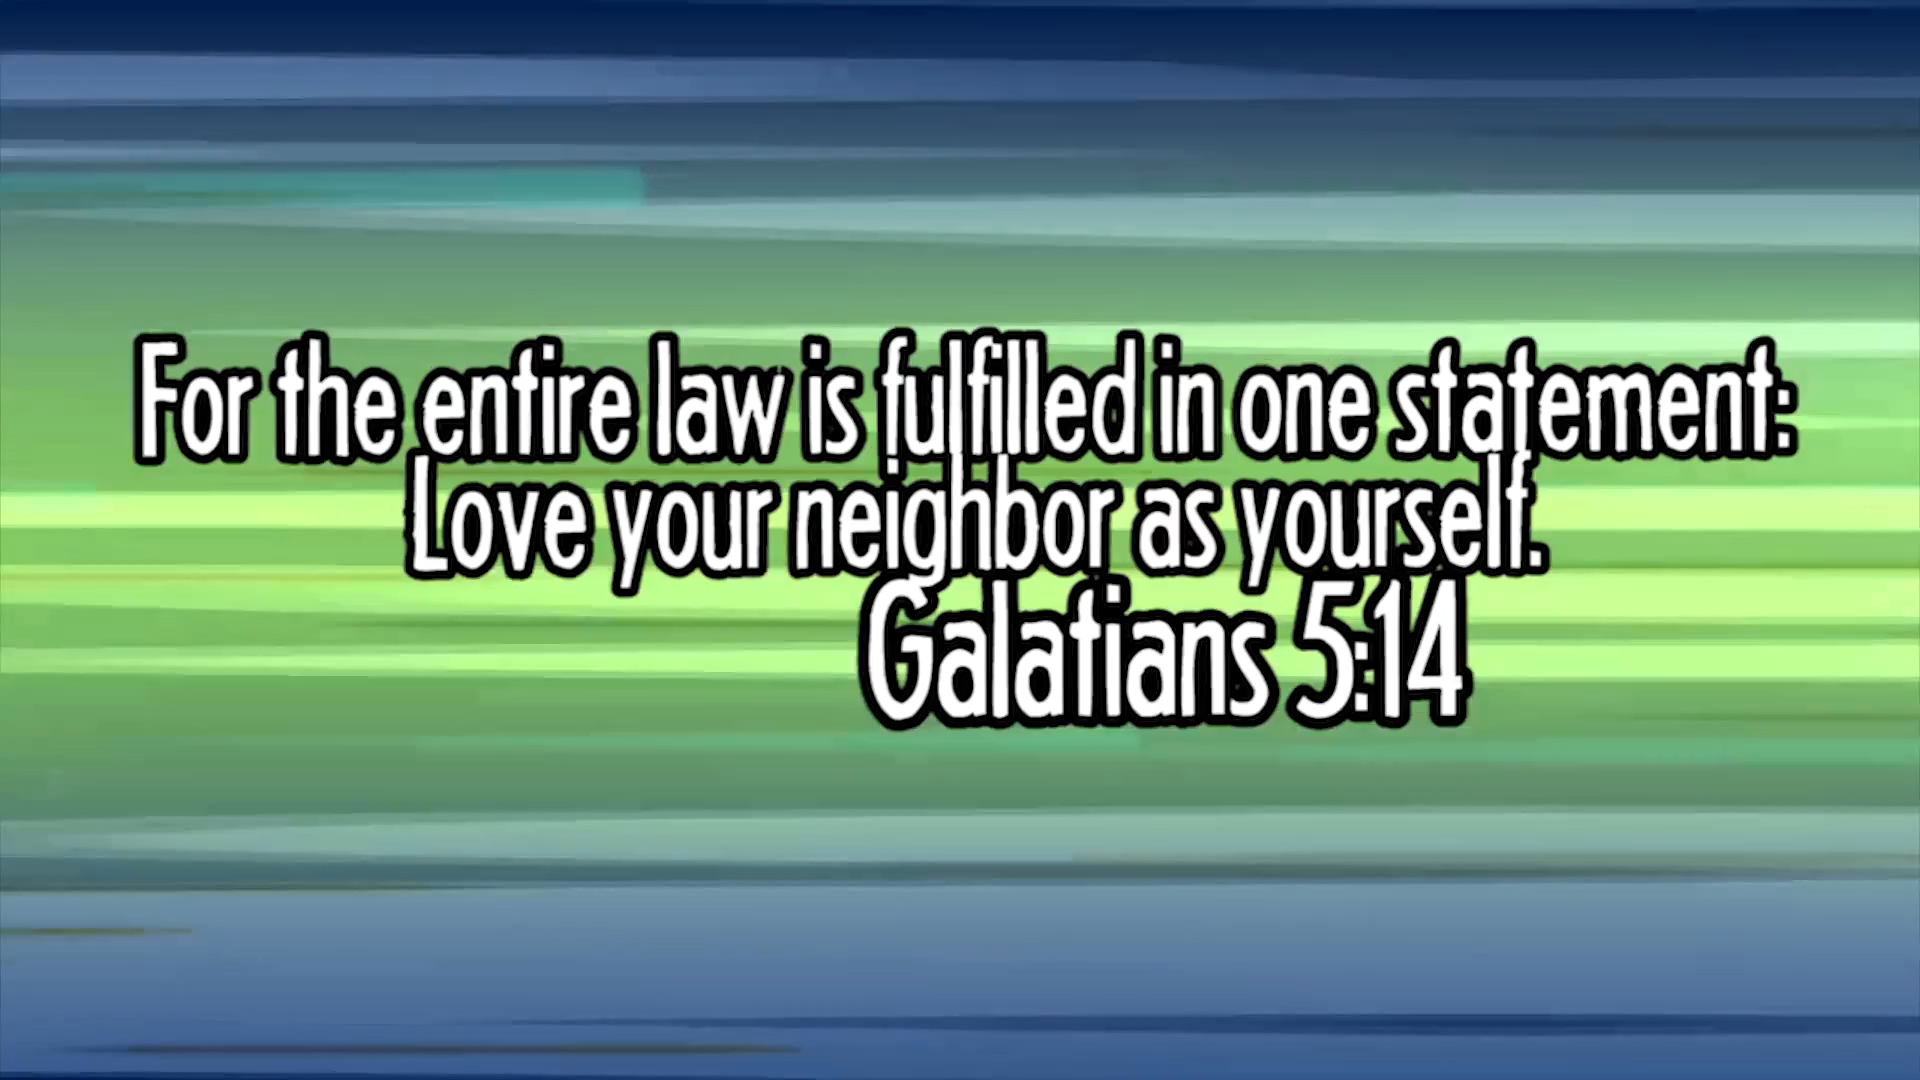 For the entire law is fulfilled in one statement:
Love your neighbor as yourself.
Galatians 5:14